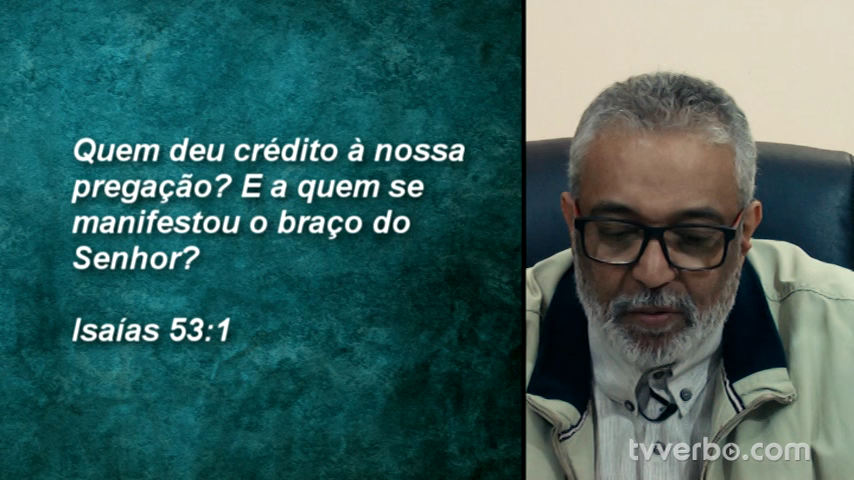 Quem deu crédito à nossa
pregação? E a quem se
manifestou o braço do
Senhor?
Isaías 53:1
tvverbo.com